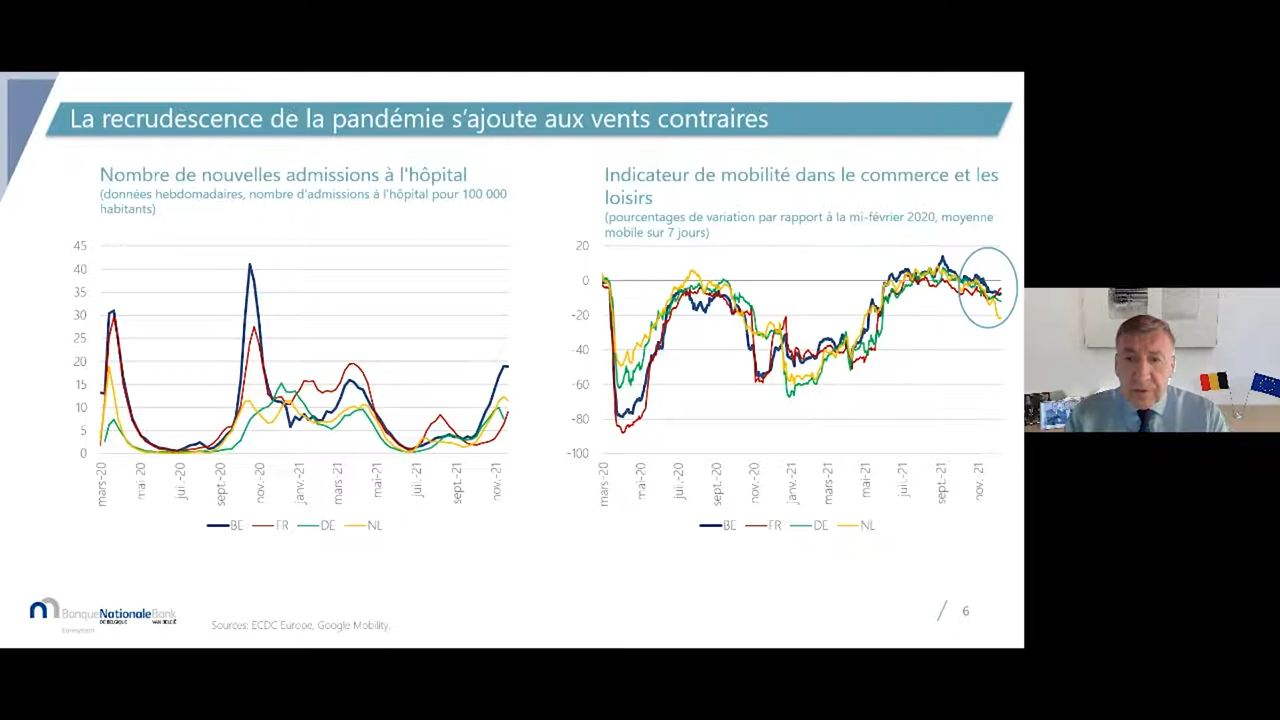 La recrudescence de la pandémie s'ajoute aux vents contraires
Nombre de nouvelles admissions à l'hôpital
(données hebdomadaires, nombre d'admissions à l'hôpital pour 100 000
habitants)
45
40
35
30
25
20
15
10
5
0
mars-20
mai-20
juil.-20
sept.-20
nov.-20
janv.-21
mars-21
mai-21
juil.-21
sept.-21
nov.-21
BE FR DE NL
Indicateur de mobilité dans le commerce et les
loisirs
(pourcentages de variation par rapport à la mi-février 2020, moyenne
mobile sur 7 jours)
20
0
-20
-40
-60
-80
-100
mars-20
mai-20
juil.-20
sept.-20
nov.-20
janv.-21
mars-21
mai-21
juil.-21
sept.-21
nov.-21
BE FR DE NL
BanqueNationaleBank
DE BELGIQUE VAN BELGIË
Eurosystem
Sources: ECDC Europe, Google Mobility.
/ 6